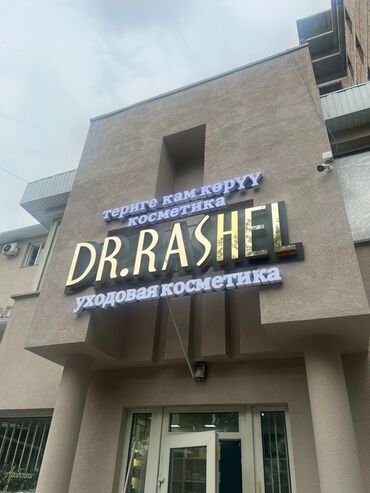 териге кам көрүү
косметика
DR.RASHEL
уходовая косметика